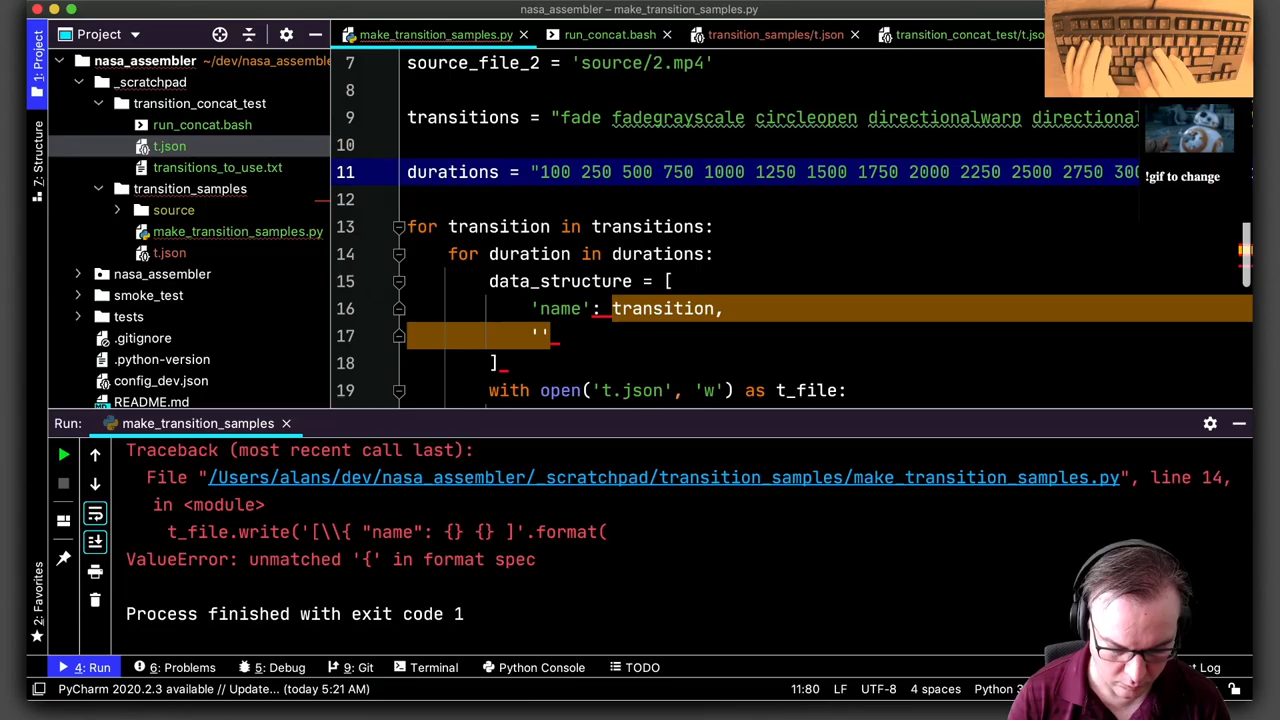 nasa_assembler – make_transition_samples.py
Project
make_transition_samples.py
run_concat.bash
transition_samples/t.json
transition_concat_test/t.jso
1: Project
7: Structure
2: Favorites
nasa_assembler ~/dev/nasa_assemble
_scratchpad
transition_concat_test
run_concat.bash
t.json
transitions_to_use.txt
transition_samples
source
make_transition_samples.py
t.json
nasa_assembler
smoke_test
tests
.gitignore
.python-version
config_dev.json
README.md
7 source_file_2 = 'source/2.mp4'
8
9 transitions = "fade fadegrayscale circleopen directionalwarp directional
10
11 durations = "100 250 500 750 1000 1250 1500 1750 2000 2250 2500 2750 300
12
13 for transition in transitions:
14 for duration in durations:
15 data_structure = [
16 'name': transition,
17 ''
18 ]
19 with open('t.json', 'w') as t_file:
!gif to change
Run: make_transition_samples
Traceback (most recent call last):
File "/Users/alans/dev/nasa_assembler/_scratchpad/transition_samples/make_transition_samples.py", line 14,
in <module>
t_file.write('[\\{ "name": {} {} ]'.format(
ValueError: unmatched '{' in format spec
Process finished with exit code 1
4: Run
6: Problems
5: Debug
9: Git
Terminal
Python Console
TODO
Log
PyCharm 2020.2.3 available // Update... (today 5:21 AM)
11:80 LF UTF-8 4 spaces Python